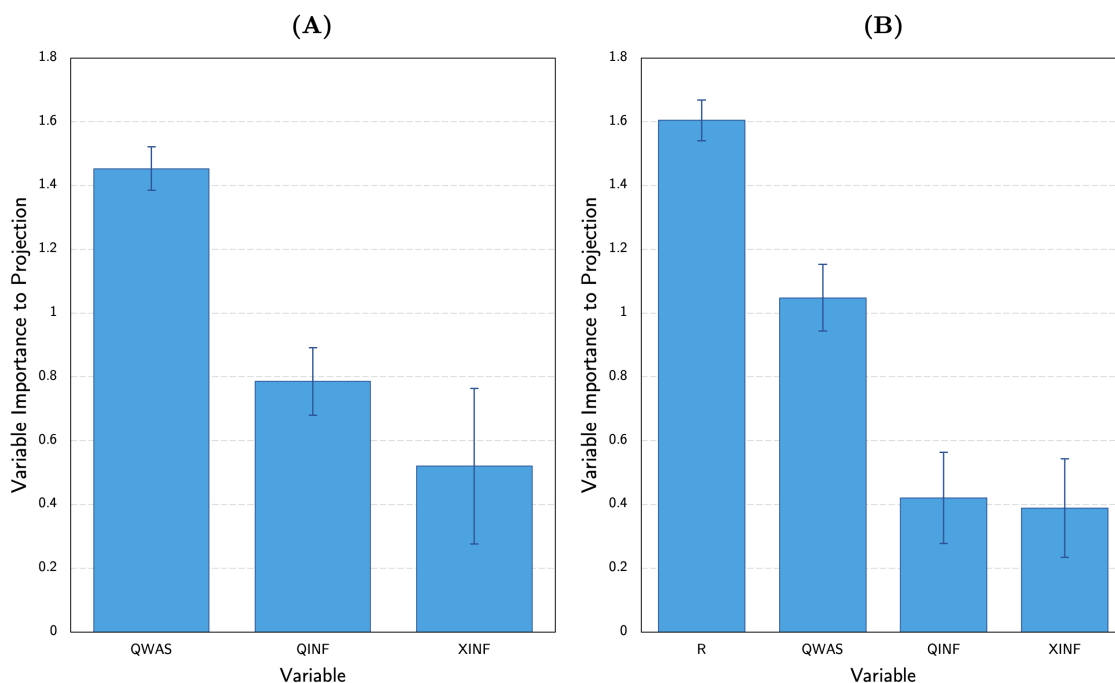 (A)
Variable Importance to Projection
1.8
1.6
1.4
1.2
1
0.8
0.6
0.4
0.2
0
QWAS QINF XINF
Variable
(B)
Variable Importance to Projection
1.8
1.6
1.4
1.2
1
0.8
0.6
0.4
0.2
0
R QWAS QINF XINF
Variable